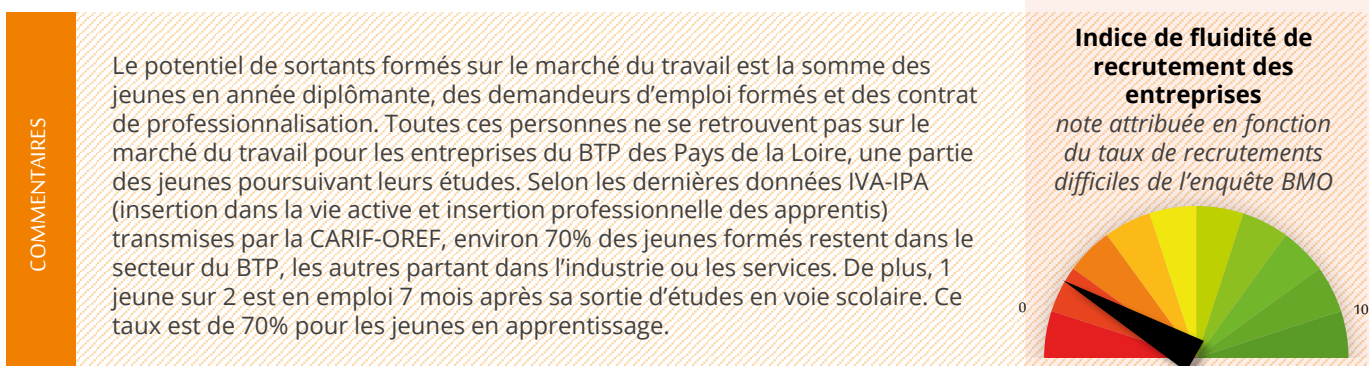 COMMENTAIRES
Le potentiel de sortants formés sur le marché du travail est la somme des
jeunes en année diplômante, des demandeurs d’emploi formés et des contrat
de professionnalisation. Toutes ces personnes ne se retrouvent pas sur le
marché du travail pour les entreprises du BTP des Pays de la Loire, une partie
des jeunes poursuivant leurs études. Selon les dernières données IVA-IPA
(insertion dans la vie active et insertion professionnelle des apprentis)
transmises par la CARIF-OREF, environ 70% des jeunes formés restent dans le
secteur du BTP, les autres partant dans l’industrie ou les services. De plus, 1
jeune sur 2 est en emploi 7 mois après sa sortie d’études en voie scolaire. Ce
taux est de 70% pour les jeunes en apprentissage.
Indice de fluidité de
recrutement des
entreprises
note attribuée en fonction
du taux de recrutements
difficiles de l’enquête BMO
0
10